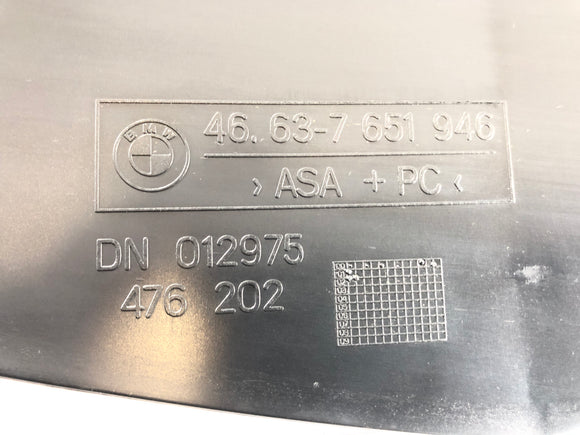 BMW
46. 63-7 651 946
> ASA + PC <
DN 012975
476 202